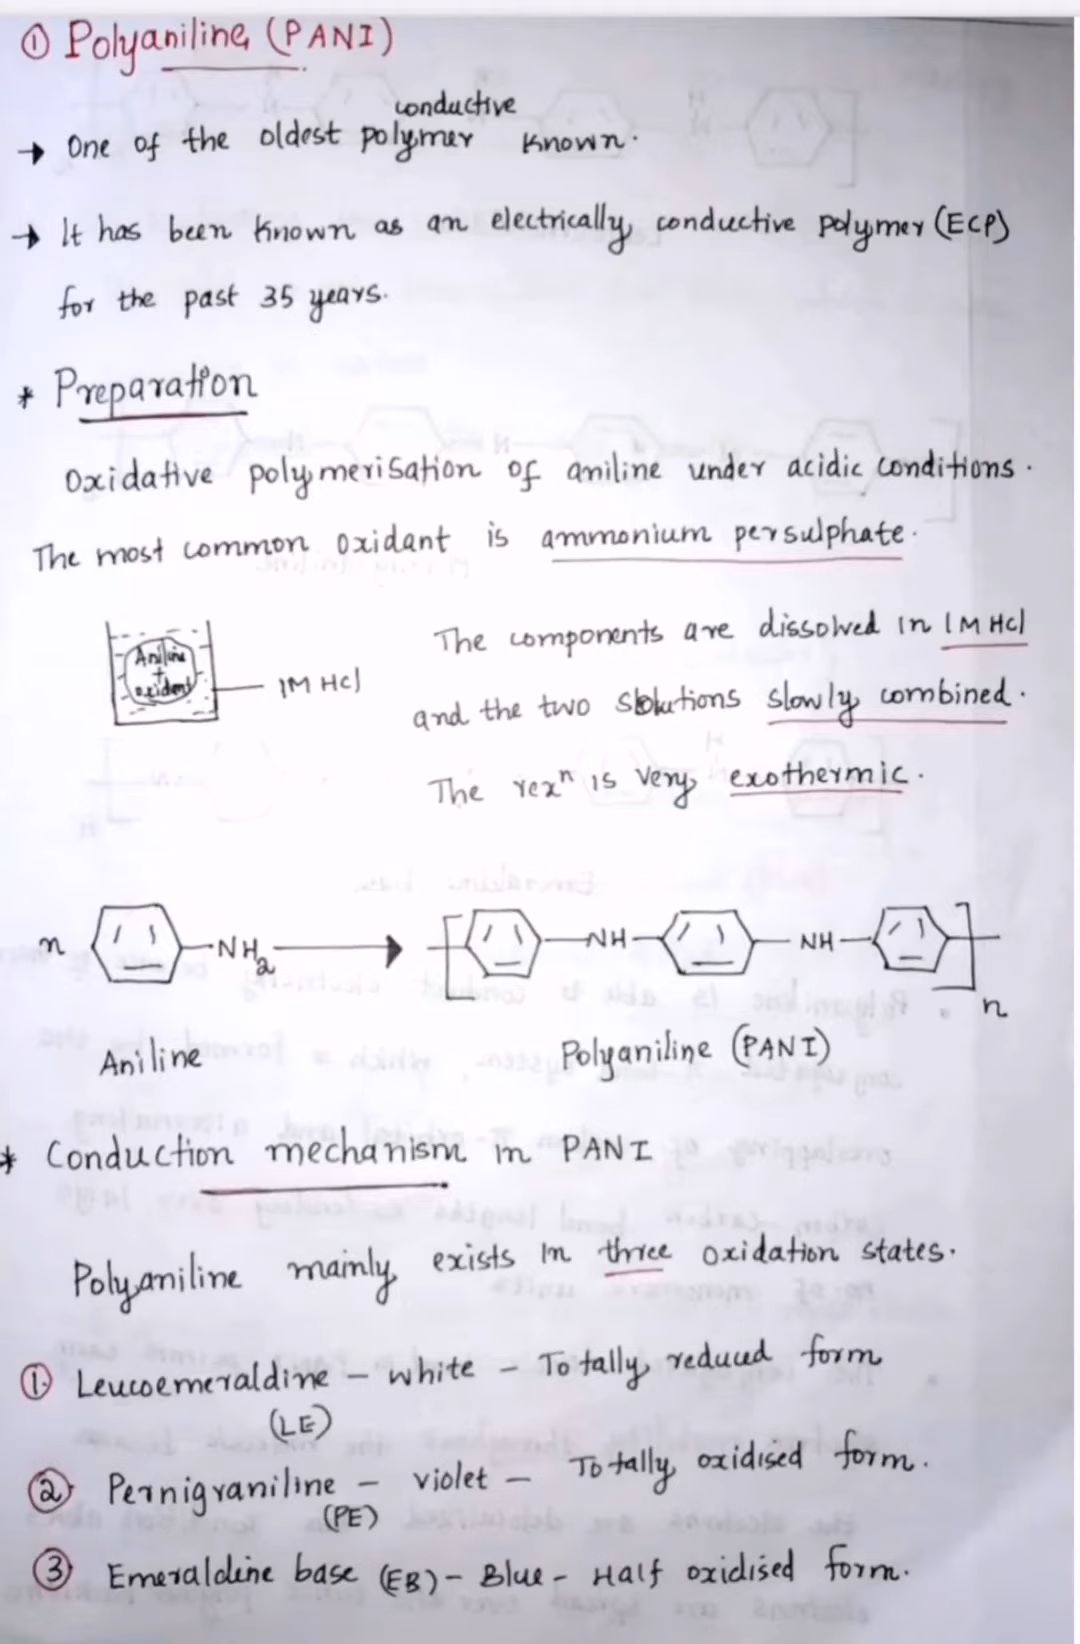 ① Polyaniline (PANI)
conductive
→ One of the oldest polymer known.
→ It has been known as an electrically conductive polymer (ECP)
for the past 35 years.
* Preparation
Oxidative polymerisation of aniline under acidic conditions.
The most common oxidant is ammonium persulphate.
The components are dissolved in 1M HCl
Aniline
+
oxident
1M HCl
and the two solutions slowly combined.
The rexⁿ is very exothermic.
n NH₂ NH NH n
Aniline Polyaniline (PANI)
* Conduction mechanism in PANI
Polyaniline mainly exists in three oxidation states.
① Leucoemeraldine – white – Totally reduced form
(LE)
② Pernigraniline – violet – Totally oxidised form.
(PE)
③ Emeraldine base (EB) – Blue – Half oxidised form.